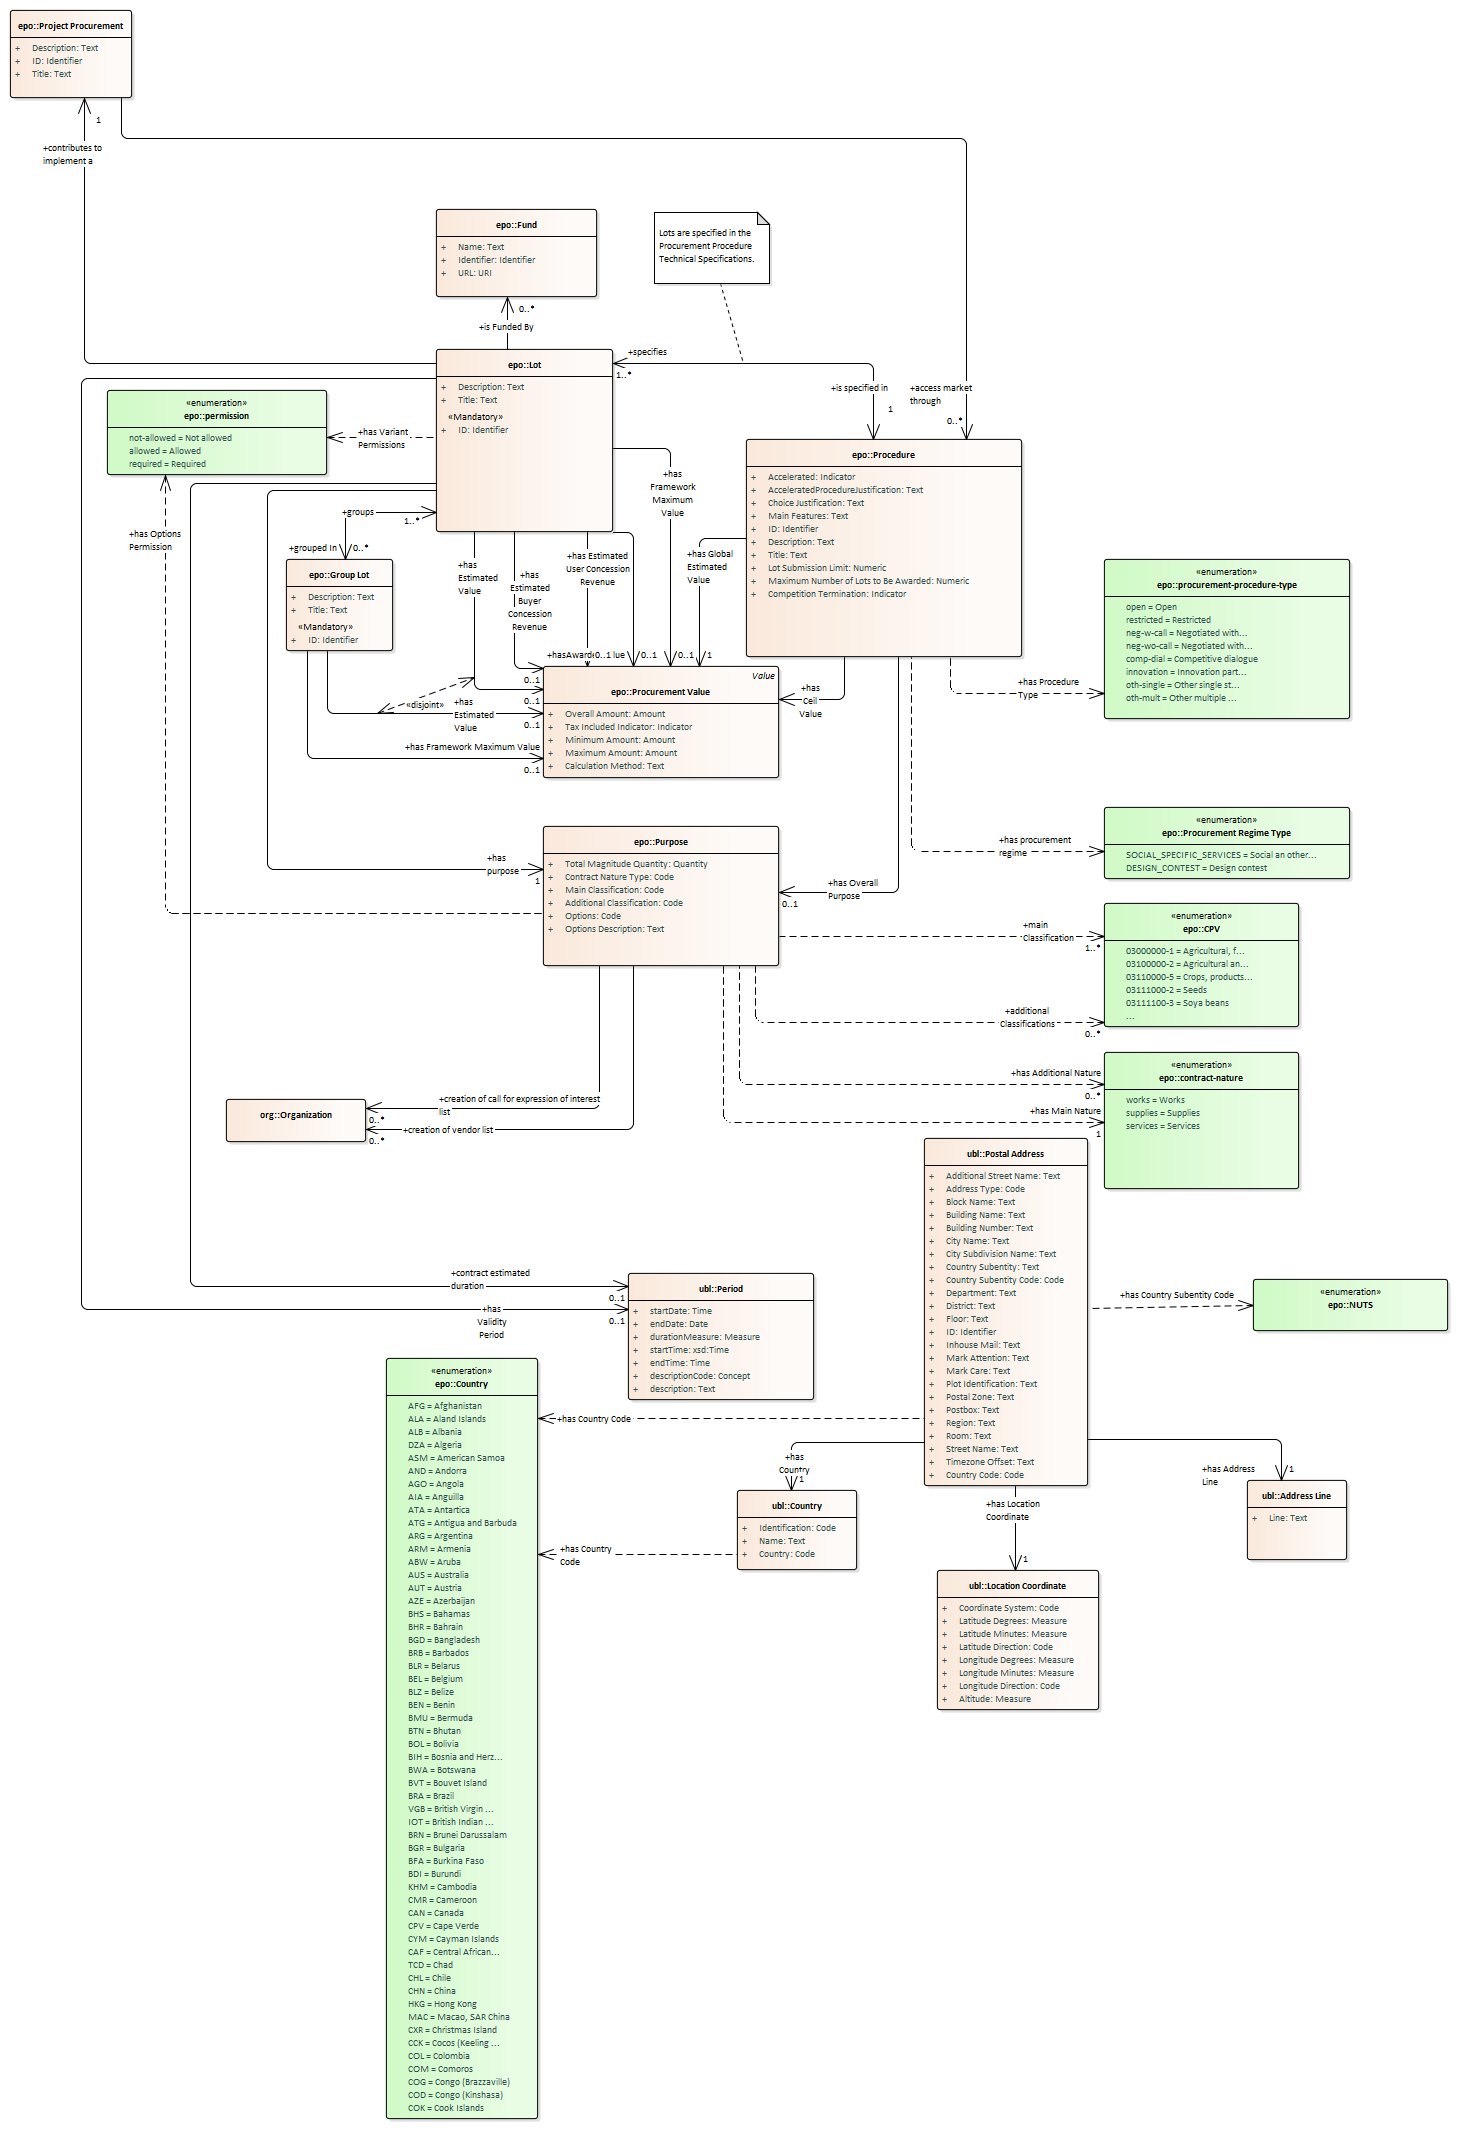 epo::Project Procurement
+ Description: Text
+ ID: Identifier
+ Title: Text
1
+contributes to
implement a
epo::Fund
+ Name: Text
+ Identifier: Identifier
+ URL: URI
Lots are specified in the
Procurement Procedure
Technical Specifications.
0..*
+is Funded By
epo::Lot
+ Description: Text
+ Title: Text
«Mandatory»
+ ID: Identifier
+specifies
1..*
+is specified in
1
+access market
through
0..*
«enumeration»
epo::permission
not-allowed = Not allowed
allowed = Allowed
required = Required
+has Variant
Permissions
+has Options
Permission
+groups
1..*
+grouped In
0..*
epo::Group Lot
+ Description: Text
+ Title: Text
«Mandatory»
+ ID: Identifier
+has
Framework
Maximum
Value
epo::Procedure
+ Accelerated: Indicator
+ AcceleratedProcedureJustification: Text
+ Choice Justification: Text
+ Main Features: Text
+ ID: Identifier
+ Description: Text
+ Title: Text
+ Lot Submission Limit: Numeric
+ Maximum Number of Lots to Be Awarded: Numeric
+ Competition Termination: Indicator
+has
Estimated
Value
+has
Estimated
Buyer
Concession
Revenue
+has Estimated
User Concession
Revenue
+has Global
Estimated
Value
+hasAward
0..1
lue
0..1
0..1
1
0..1
0..1
0..1
0..1
«disjoint»
+has
Estimated
Value
+has Framework Maximum Value
Value
epo::Procurement Value
+ Overall Amount: Amount
+ Tax Included Indicator: Indicator
+ Minimum Amount: Amount
+ Maximum Amount: Amount
+ Calculation Method: Text
+has
Ceil
Value
+has Procedure
Type
«enumeration»
epo::procurement-procedure-type
open = Open
restricted = Restricted
neg-w-call = Negotiated with...
neg-wo-call = Negotiated with...
comp-dial = Competitive dialogue
innovation = Innovation part...
oth-single = Other single st...
oth-mult = Other multiple ...
epo::Purpose
+ Total Magnitude Quantity: Quantity
+ Contract Nature Type: Code
+ Main Classification: Code
+ Additional Classification: Code
+ Options: Code
+ Options Description: Text
+has
purpose
1
+has Overall
Purpose
0..1
+has procurement
regime
«enumeration»
epo::Procurement Regime Type
SOCIAL_SPECIFIC_SERVICES = Social an other...
DESIGN_CONTEST = Design contest
+main
Classification
1..*
«enumeration»
epo::CPV
03000000-1 = Agricultural, f...
03100000-2 = Agricultural an...
03110000-5 = Crops, products...
03111000-2 = Seeds
03111100-3 = Soya beans
...
+additional
Classifications
0..*
+has Additional Nature
0..*
+has Main Nature
1
«enumeration»
epo::contract-nature
works = Works
supplies = Supplies
services = Services
org::Organization
+creation of call for expression of interest
list
0..*
+creation of vendor list
0..*
ubl::Postal Address
+ Additional Street Name: Text
+ Address Type: Code
+ Block Name: Text
+ Building Name: Text
+ Building Number: Text
+ City Name: Text
+ City Subdivision Name: Text
+ Country Subentity: Text
+ Country Subentity Code: Code
+ Department: Text
+ District: Text
+ Floor: Text
+ ID: Identifier
+ Inhouse Mail: Text
+ Mark Attention: Text
+ Mark Care: Text
+ Plot Identification: Text
+ Postal Zone: Text
+ Postbox: Text
+ Region: Text
+ Room: Text
+ Street Name: Text
+ Timezone Offset: Text
+ Country Code: Code
+has Country Subentity Code
«enumeration»
epo::NUTS
+contract estimated
duration
0..1
+has
Validity
Period
0..1
ubl::Period
+ startDate: Time
+ endDate: Date
+ durationMeasure: Measure
+ startTime: xsd:Time
+ endTime: Time
+ descriptionCode: Concept
+ description: Text
+has Country Code
+has
Country
1
ubl::Country
+ Identification: Code
+ Name: Text
+ Country: Code
+has Country
Code
+has Location
Coordinate
1
ubl::Location Coordinate
+ Coordinate System: Code
+ Latitude Degrees: Measure
+ Latitude Minutes: Measure
+ Latitude Direction: Code
+ Longitude Degrees: Measure
+ Longitude Minutes: Measure
+ Longitude Direction: Code
+ Altitude: Measure
+has Address
Line
1
ubl::Address Line
+ Line: Text
«enumeration»
epo::Country
AFG = Afghanistan
ALA = Aland Islands
ALB = Albania
DZA = Algeria
ASM = American Samoa
AND = Andorra
AGO = Angola
AIA = Anguilla
ATA = Antartica
ATG = Antigua and Barbuda
ARG = Argentina
ARM = Armenia
ABW = Aruba
AUS = Australia
AUT = Austria
AZE = Azerbaijan
BHS = Bahamas
BHR = Bahrain
BGD = Bangladesh
BRB = Barbados
BLR = Belarus
BEL = Belgium
BLZ = Belize
BEN = Benin
BMU = Bermuda
BTN = Bhutan
BOL = Bolivia
BIH = Bosnia and Herz...
BWA = Botswana
BVT = Bouvet Island
BRA = Brazil
VGB = British Virgin ...
IOT = British Indian ...
BRN = Brunei Darussalam
BGR = Bulgaria
BFA = Burkina Faso
BDI = Burundi
KHM = Cambodia
CMR = Cameroon
CAN = Canada
CPV = Cape Verde
CYM = Cayman Islands
CAF = Central African...
TCD = Chad
CHL = Chile
CHN = China
HKG = Hong Kong
MAC = Macao, SAR China
CXR = Christmas Island
CCK = Cocos (Keeling ...
COL = Colombia
COM = Comoros
COG = Congo (Brazzaville)
COD = Congo (Kinshasa)
COK = Cook Islands